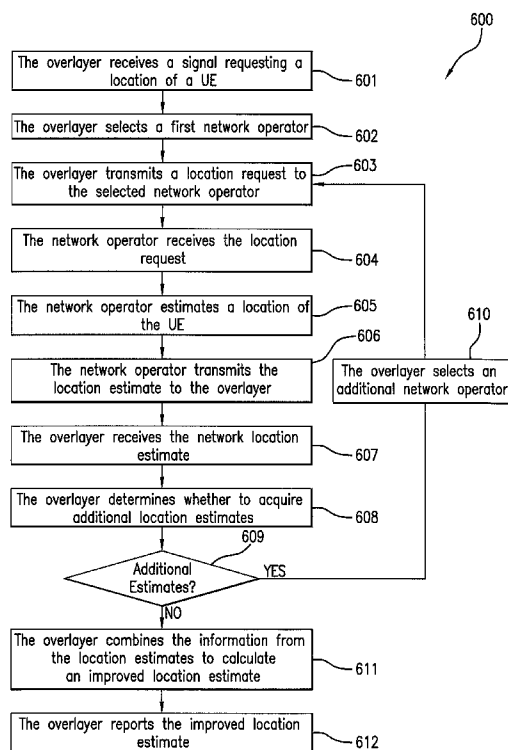 600
The overlayer receives a signal requesting a
location of a UE
601
The overlayer selects a first network operator
602
603
The overlayer transmits a location request to
the selected network operator
The network operator receives the location
request
604
The network operator estimates a location of
the UE
605
606
The network operator transmits the
location estimate to the overlayer
610
The overlayer selects an
additional network operator
The overlayer receives the network location
estimate
607
The overlayer determines whether to acquire
additional location estimates
608
609
Additional
Estimates?
YES
NO
The overlayer combines the information from
the location estimates to calculate
an improved location estimate
611
The overlayer reports the improved location
estimate
612